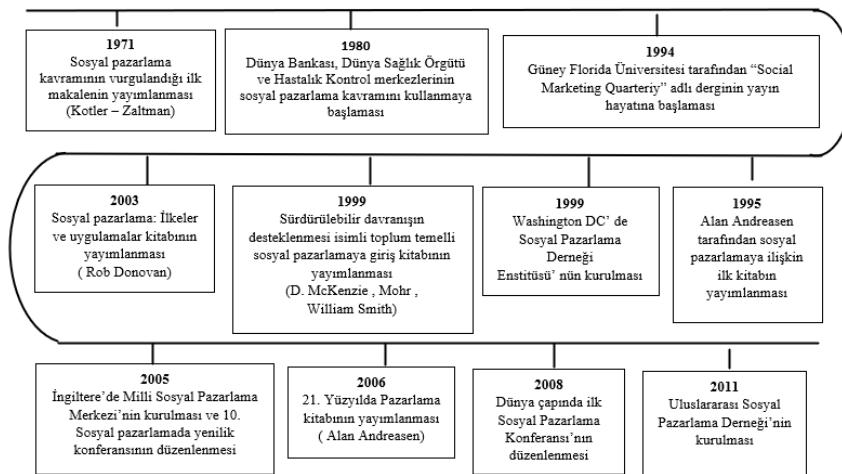 1971
Sosyal pazarlama
kavramının vurgulandığı ilk
makalenin yayımlanması
(Kotler – Zaltman)
1980
Dünya Bankası, Dünya Sağlık Örgütü
ve Hastalık Kontrol merkezlerinin
sosyal pazarlama kavramını kullanmaya
başlaması
1994
Güney Florida Üniversitesi tarafından “Social
Marketing Quarteriy” adlı derginin yayın
hayatına başlaması
1995
Alan Andreasen
tarafından sosyal
pazarlamaya ilişkin
ilk kitabın
yayımlanması
1999
Washington DC’ de
Sosyal Pazarlama
Derneği
Enstitüsü’ nün kurulması
1999
Sürdürülebilir davranışın
desteklenmesi isimli toplum temelli
sosyal pazarlamaya giriş kitabının
yayımlanması
(D. McKenzie , Mohr ,
William Smith)
2003
Sosyal pazarlama: İlkeler
ve uygulamalar kitabının
yayımlanması
( Rob Donovan)
2005
İngiltere’de Milli Sosyal Pazarlama
Merkezi’nin kurulması ve 10.
Sosyal pazarlamada yenilik
konferansının düzenlenmesi
2006
21. Yüzyılda Pazarlama
kitabının yayımlanması
( Alan Andreasen)
2008
Dünya çapında ilk
Sosyal Pazarlama
Konferansı’nın
düzenlenmesi
2011
Uluslararası Sosyal
Pazarlama Derneği’nin
kurulması